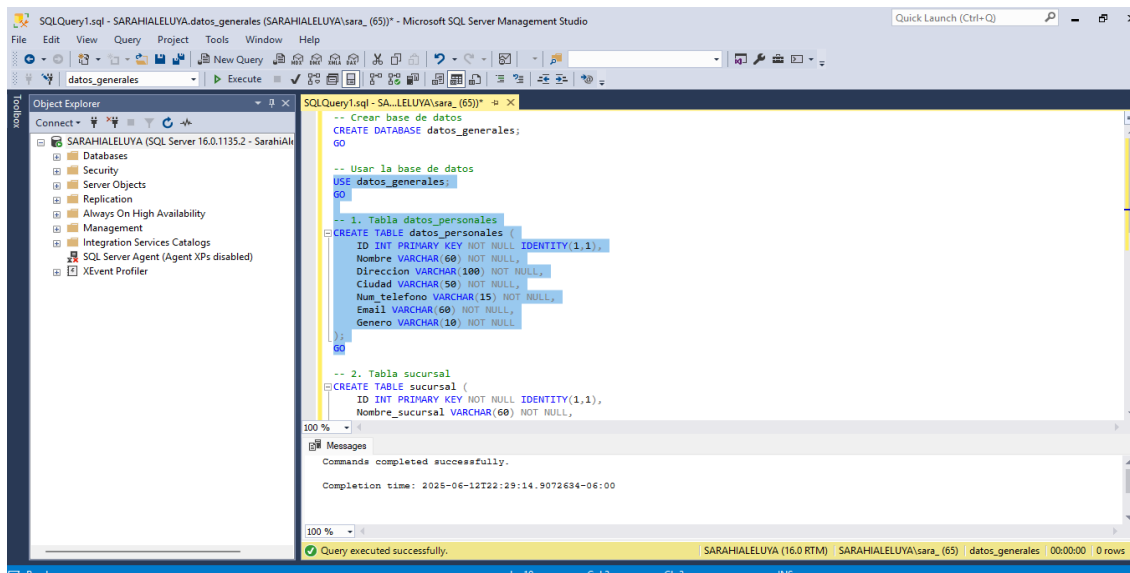 SQLQuery1.sql - SARAHIALELUYA.datos_generales (SARAHIALELUYA\sara_ (65))* - Microsoft SQL Server Management Studio
Quick Launch (Ctrl+Q)
File Edit View Query Project Tools Window Help
New Query
datos_generales Execute
Toolbox
Object Explorer
SQLQuery1.sql - SA...LELUYA\sara_ (65))*
Connect
SARAHIALELUYA (SQL Server 16.0.1135.2 - SarahiAle
Databases
Security
Server Objects
Replication
Always On High Availability
Management
Integration Services Catalogs
SQL Server Agent (Agent XPs disabled)
XEvent Profiler
-- Crear base de datos
CREATE DATABASE datos_generales;
GO
-- Usar la base de datos
USE datos_generales;
GO
-- 1. Tabla datos_personales
CREATE TABLE datos_personales (
ID INT PRIMARY KEY NOT NULL IDENTITY(1,1),
Nombre VARCHAR(60) NOT NULL,
Direccion VARCHAR(100) NOT NULL,
Ciudad VARCHAR(50) NOT NULL,
Num_telefono VARCHAR(15) NOT NULL,
Email VARCHAR(60) NOT NULL,
Genero VARCHAR(10) NOT NULL
);
GO
-- 2. Tabla sucursal
CREATE TABLE sucursal (
ID INT PRIMARY KEY NOT NULL IDENTITY(1,1),
Nombre_sucursal VARCHAR(60) NOT NULL,
100 %
Messages
Commands completed successfully.
Completion time: 2025-06-12T22:29:14.9072634-06:00
100 %
Query executed successfully.
SARAHIALELUYA (16.0 RTM) SARAHIALELUYA\sara_ (65) datos_generales 00:00:00 0 rows